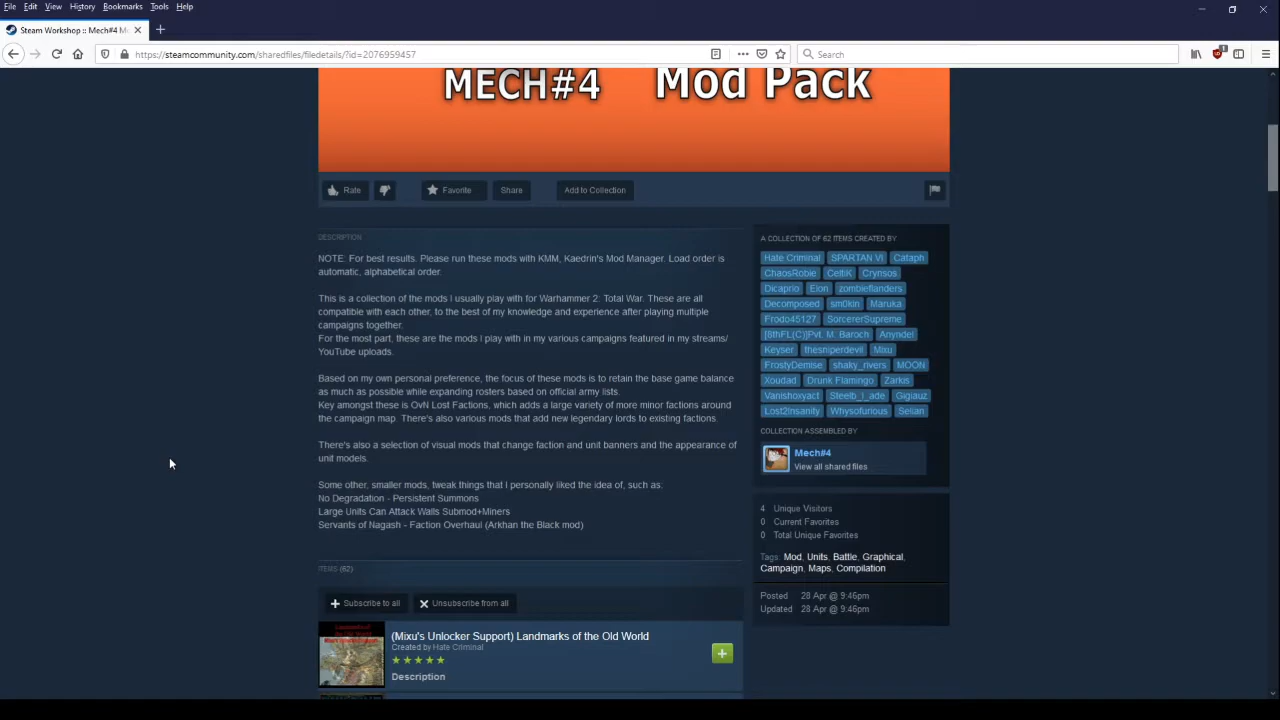 File Edit View History Bookmarks Tools Help
Steam Workshop :: Mech#4 Mo
https://steamcommunity.com/sharedfiles/filedetails/?id=2076959457
Search
MECH#4 Mod Pack
Rate
Favorite
Share
Add to Collection
DESCRIPTION
NOTE: For best results. Please run these mods with KMM, Kaedrin's Mod Manager. Load order is
automatic, alphabetical order.
This is a collection of the mods I usually play with for Warhammer 2: Total War. These are all
compatible with each other, to the best of my knowledge and experience after playing multiple
campaigns together.
For the most part, these are the mods I play with in my various campaigns featured in my streams/
YouTube uploads.
Based on my own personal preference, the focus of these mods is to retain the base game balance
as much as possible while expanding rosters based on official army lists.
Key amongst these is OvN Lost Factions, which adds a large variety of more minor factions around
the campaign map. There's also various mods that add new legendary lords to existing factions.
There's also a selection of visual mods that change faction and unit banners and the appearance of
unit models.
Some other, smaller mods, tweak things that I personally liked the idea of, such as:
No Degradation - Persistent Summons
Large Units Can Attack Walls Submod+Miners
Servants of Nagash - Faction Overhaul (Arkhan the Black mod)
ITEMS (62)
Subscribe to all
Unsubscribe from all
(Mixu's Unlocker Support) Landmarks of the Old World
Created by Hate Criminal
Description
A COLLECTION OF 62 ITEMS CREATED BY
Hate Criminal SPARTAN VI Cataph
ChaosRobie CeltiK Crynsos
Dicaprio Elon zombieflanders
Decomposed sm0kin Maruka
Frodo45127 SorcererSupreme
[6thFL(C)]Pvt. M. Baroch Anyndel
Keyser thesniperdevil Mixu
FrostyDemise shaky_rivers MOON
Xoudad Drunk Flamingo Zarkis
Vanishoxyact Steelb_l_ade Gigiauz
Lost2Insanity Whysofurious Selian
COLLECTION ASSEMBLED BY
Mech#4
View all shared files
4 Unique Visitors
0 Current Favorites
0 Total Unique Favorites
Tags: Mod, Units, Battle, Graphical,
Campaign, Maps, Compilation
Posted 28 Apr @ 9:46pm
Updated 28 Apr @ 9:46pm